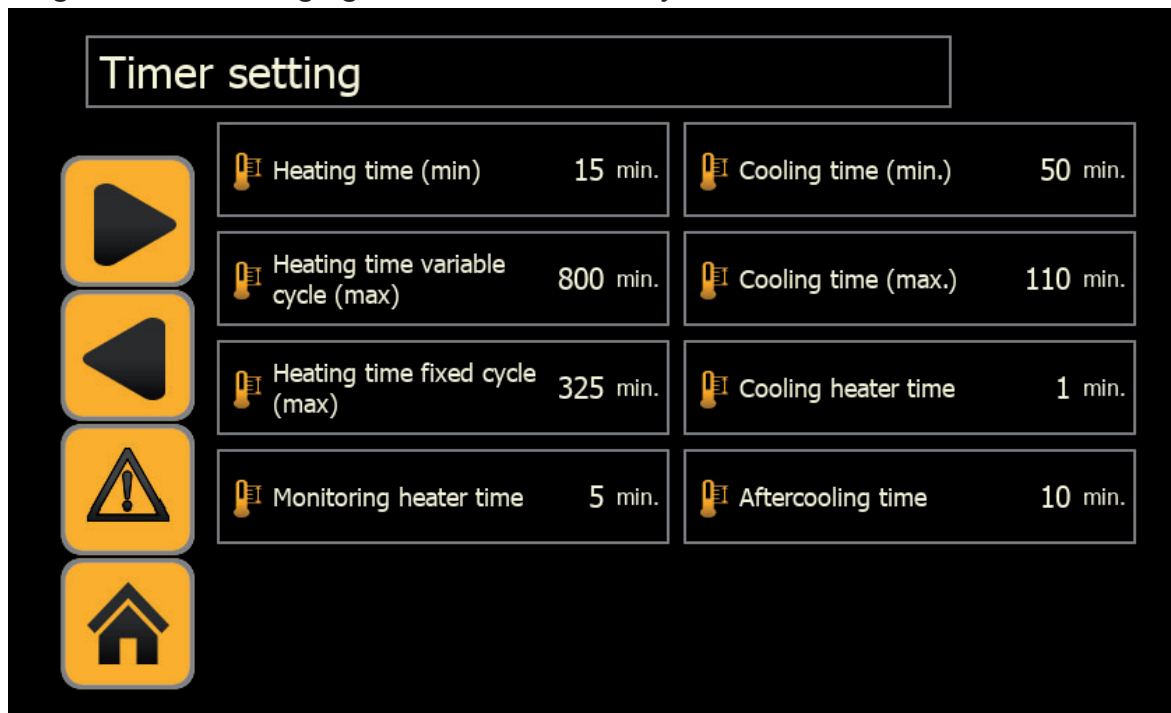 Timer setting
Heating time (min) 15 min.
Cooling time (min.) 50 min.
Heating time variable
cycle (max) 800 min.
Cooling time (max.) 110 min.
Heating time fixed cycle
(max) 325 min.
Cooling heater time 1 min.
Monitoring heater time 5 min.
Aftercooling time 10 min.